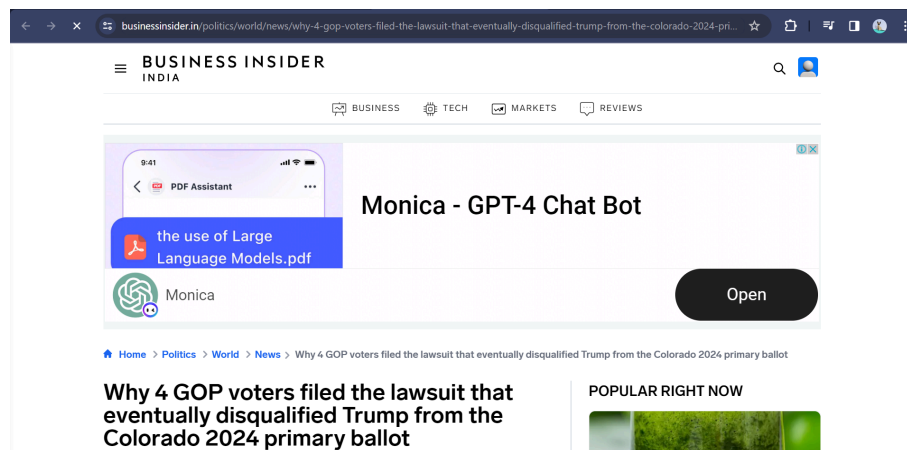 businessinsider.in/politics/world/news/why-4-gop-voters-filed-the-lawsuit-that-eventually-disqualified-trump-from-the-colorado-2024-pri...
BUSINESS INSIDER
INDIA
BUSINESS TECH MARKETS REVIEWS
9:41
PDF Assistant
the use of Large
Language Models.pdf
Monica - GPT-4 Chat Bot
Monica
Open
Home > Politics > World > News > Why 4 GOP voters filed the lawsuit that eventually disqualified Trump from the Colorado 2024 primary ballot
Why 4 GOP voters filed the lawsuit that
eventually disqualified Trump from the
Colorado 2024 primary ballot
POPULAR RIGHT NOW